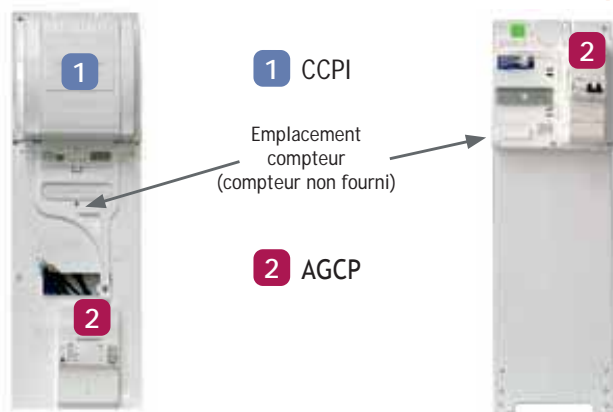 1
1 CCPI
2
Emplacement
compteur
(compteur non fourni)
2 AGCP
2